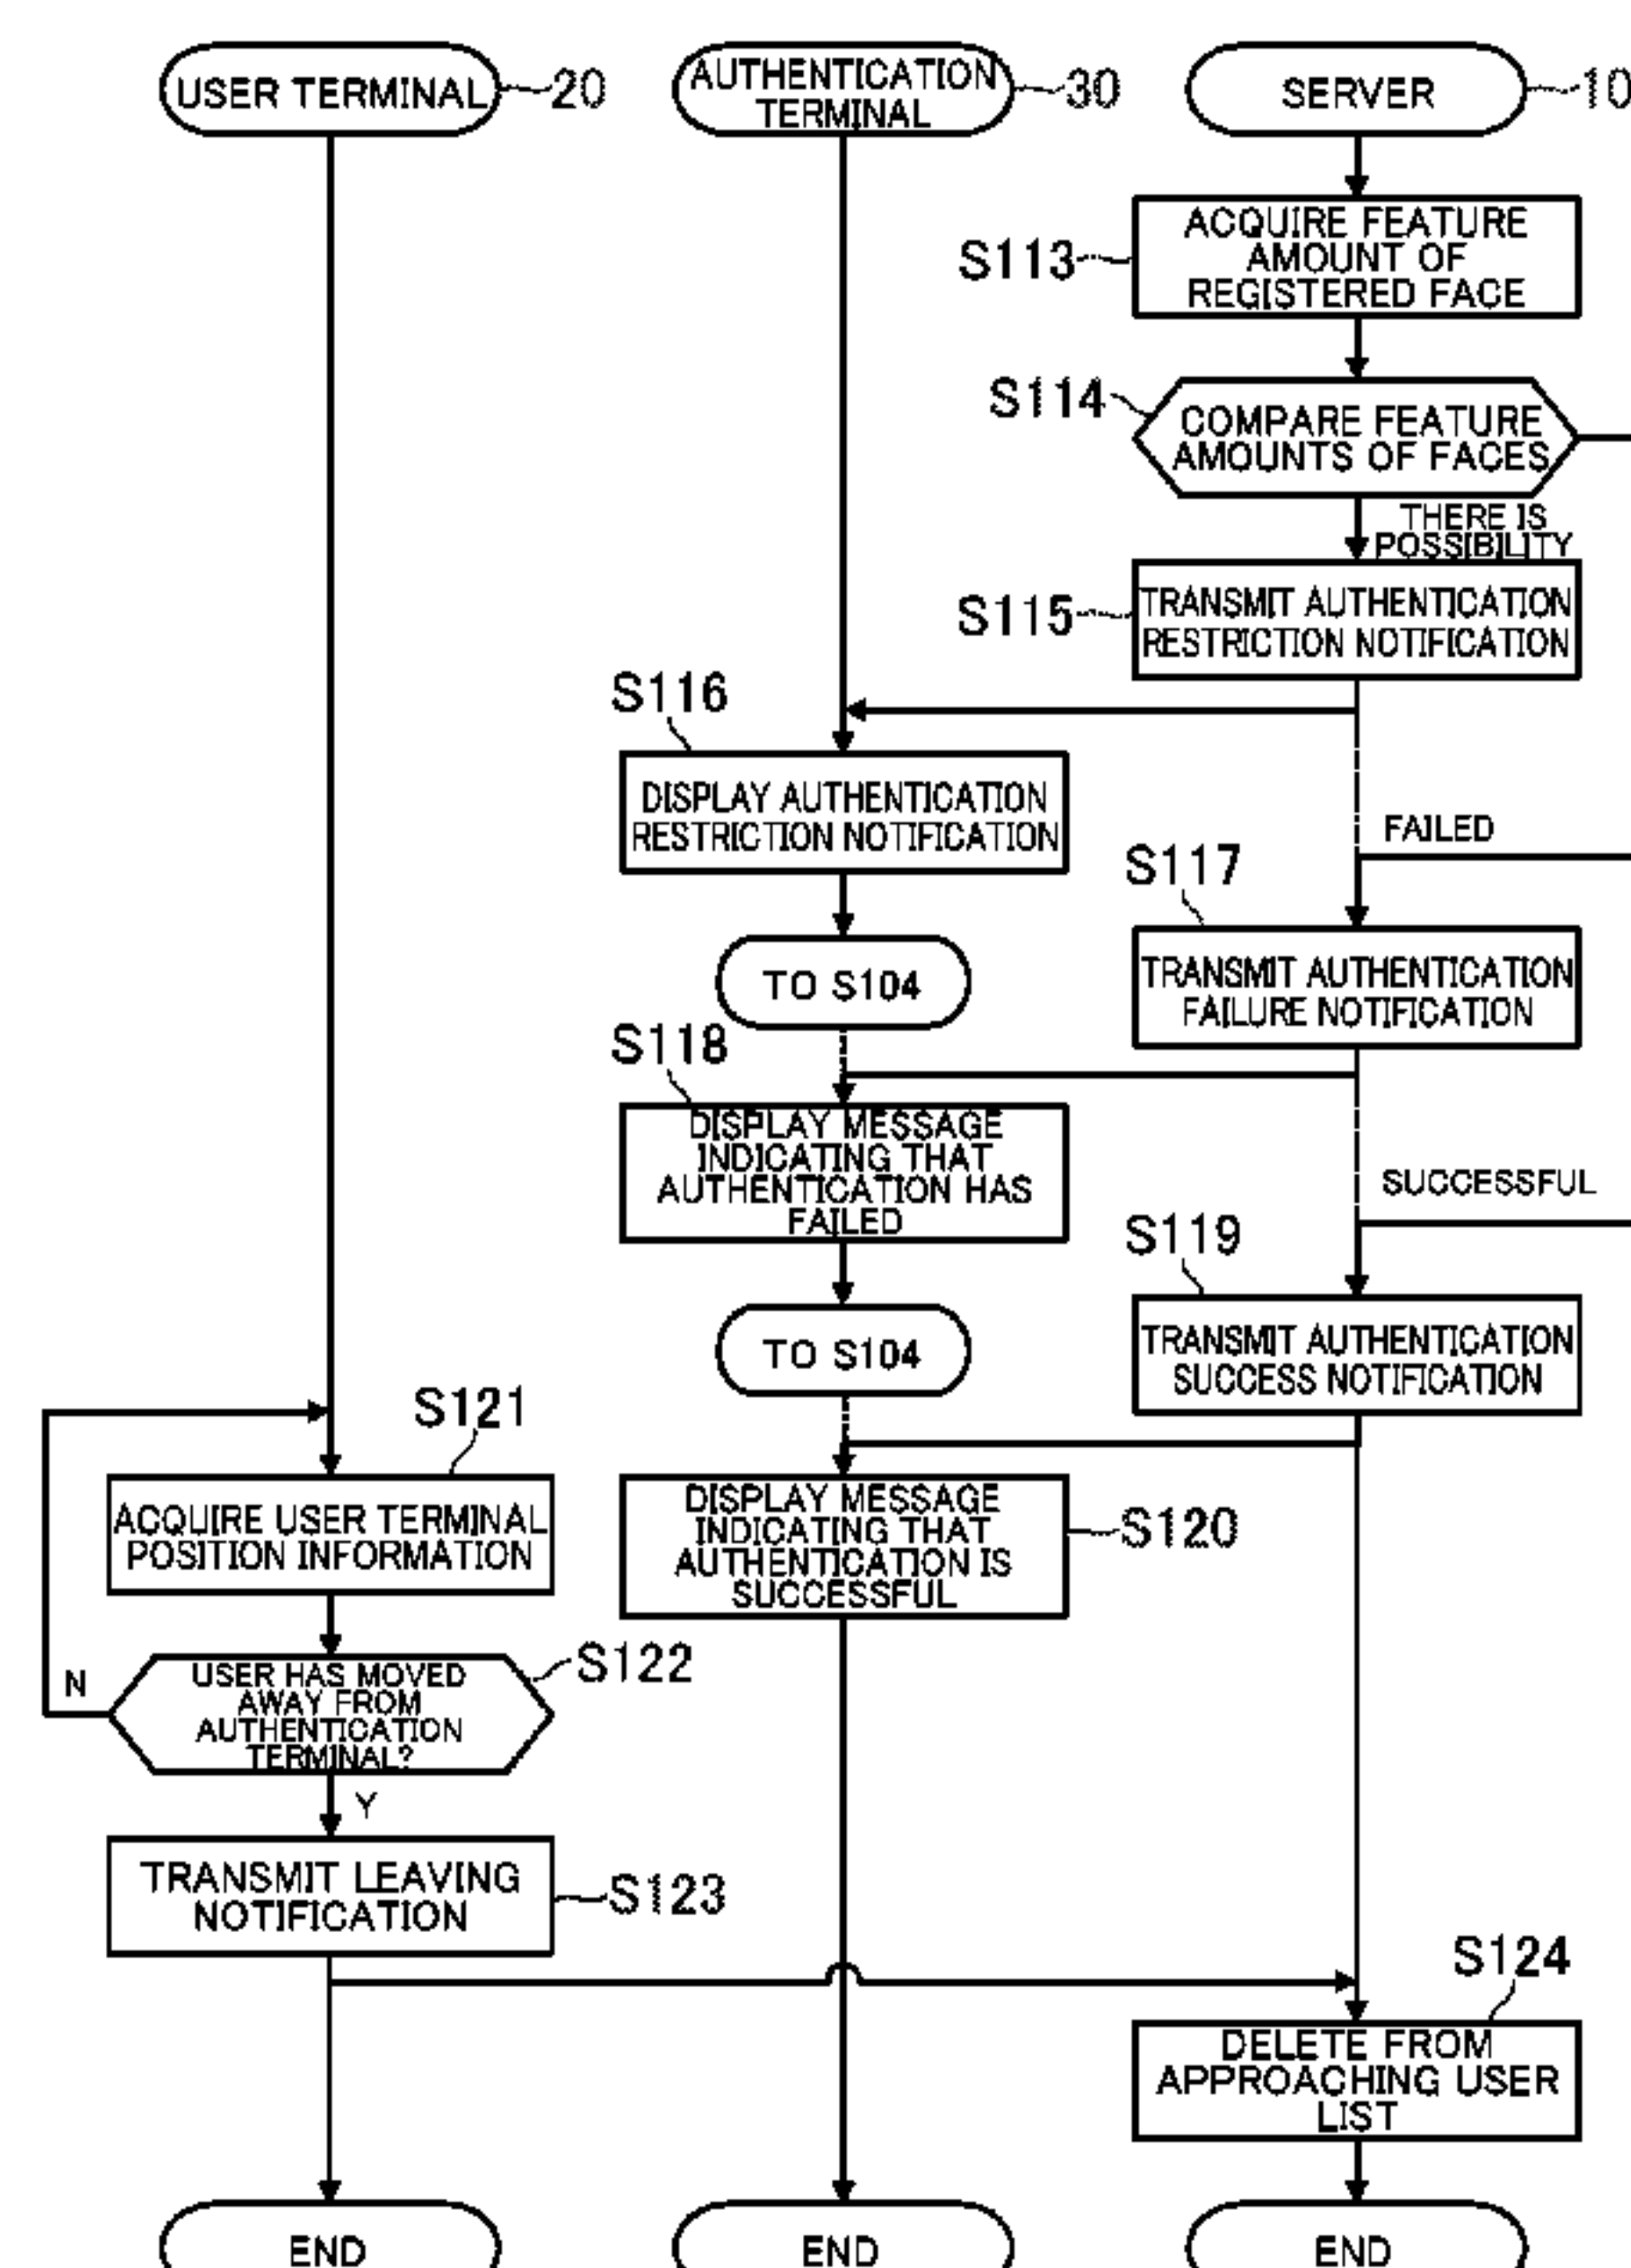 USER TERMINAL
20
AUTHENTICATION
TERMINAL
30
SERVER
10
S113
ACQUIRE FEATURE
AMOUNT OF
REGISTERED FACE
S114
COMPARE FEATURE
AMOUNTS OF FACES
THERE IS
POSSIBILITY
S115
TRANSMIT AUTHENTICATION
RESTRICTION NOTIFICATION
S116
DISPLAY AUTHENTICATION
RESTRICTION NOTIFICATION
FAILED
S117
TRANSMIT AUTHENTICATION
FAILURE NOTIFICATION
TO S104
S118
DISPLAY MESSAGE
INDICATING THAT
AUTHENTICATION HAS
FAILED
SUCCESSFUL
S119
TRANSMIT AUTHENTICATION
SUCCESS NOTIFICATION
TO S104
S121
ACQUIRE USER TERMINAL
POSITION INFORMATION
DISPLAY MESSAGE
INDICATING THAT
AUTHENTICATION IS
SUCCESSFUL
S120
N
USER HAS MOVED
AWAY FROM
AUTHENTICATION
TERMINAL?
S122
Y
TRANSMIT LEAVING
NOTIFICATION
S123
S124
DELETE FROM
APPROACHING USER
LIST
END
END
END